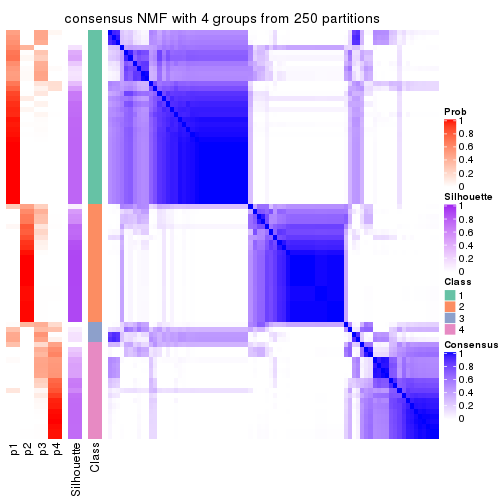 consensus NMF with 4 groups from 250 partitions
p1
p2
p3
p4
Silhouette
Class
Prob
1
0.8
0.6
0.4
0.2
0
Silhouette
1
0.8
0.6
0.4
0.2
0
Class
1
2
3
4
Consensus
1
0.8
0.6
0.4
0.2
0